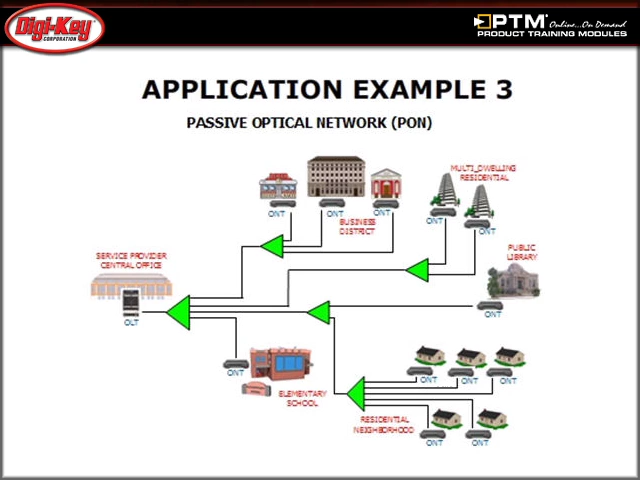 Digi-Key
CORPORATION
PTM
Online...On Demand
PRODUCT TRAINING MODULES
APPLICATION EXAMPLE 3
PASSIVE OPTICAL NETWORK (PON)
MULTI_DWELLING
RESIDENTIAL
ONT
ONT
ONT
BUSINESS
DISTRICT
ONT
ONT
SERVICE PROVIDER
CENTRAL OFFICE
PUBLIC
LIBRARY
OLT
ONT
ONT
ELEMENTARY
SCHOOL
ONT
ONT
ONT
RESIDENTIAL
NEIGHBORHOOD
ONT
ONT